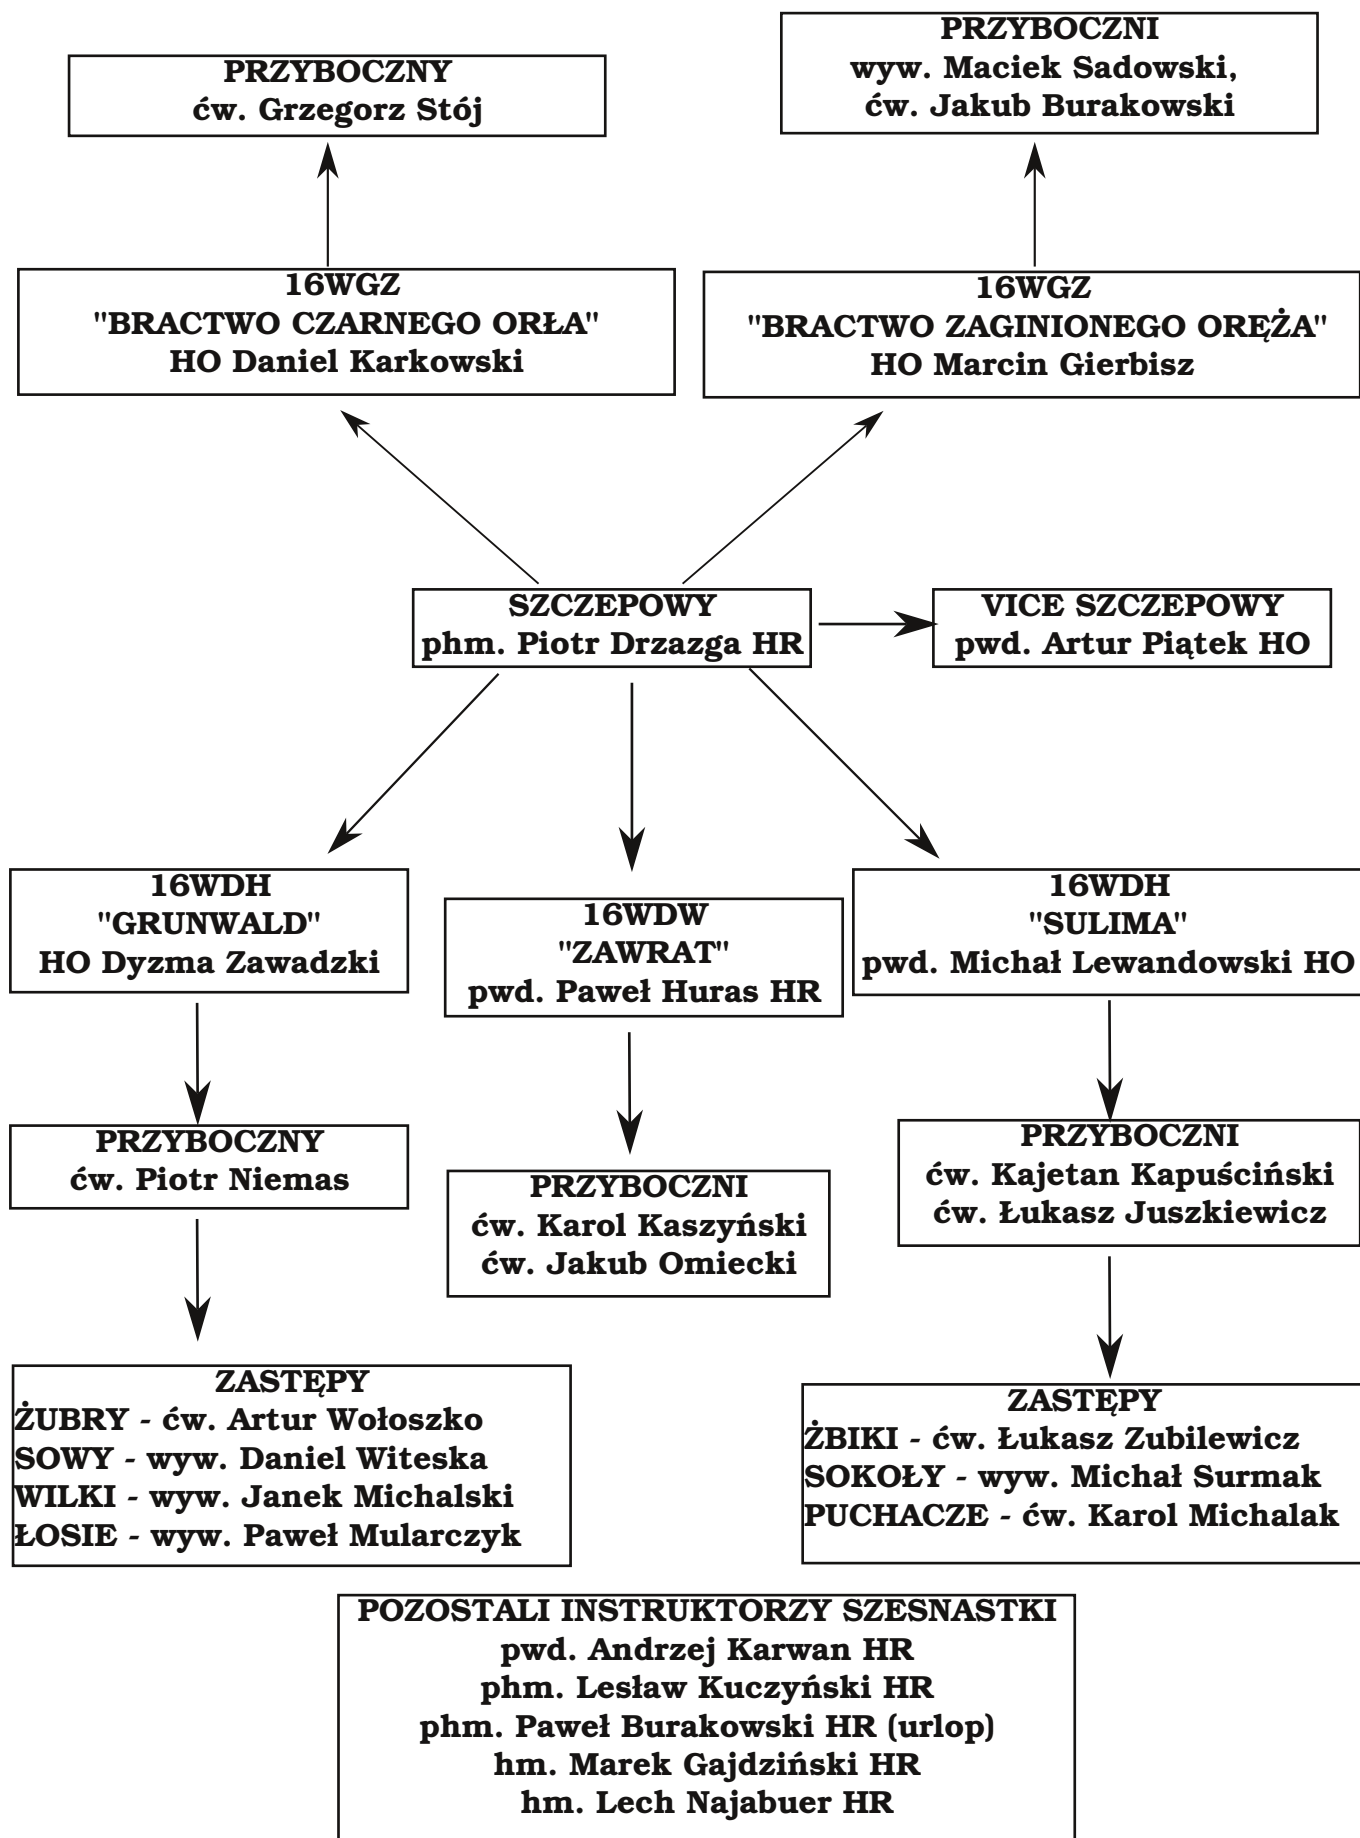 PRZYBOCZNY
ćw. Grzegorz Stój
PRZYBOCZNI
wyw. Maciek Sadowski,
ćw. Jakub Burakowski
16WGZ
"BRACTWO CZARNEGO ORŁA"
HO Daniel Karkowski
16WGZ
"BRACTWO ZAGINIONEGO ORĘŻA"
HO Marcin Gierbisz
SZCZEPOWY
phm. Piotr Drzazga HR
VICE SZCZEPOWY
pwd. Artur Piątek HO
16WDH
"GRUNWALD"
HO Dyzma Zawadzki
16WDW
"ZAWRAT"
pwd. Paweł Huras HR
16WDH
"SULIMA"
pwd. Michał Lewandowski HO
PRZYBOCZNY
ćw. Piotr Niemas
PRZYBOCZNI
ćw. Karol Kaszyński
ćw. Jakub Omiecki
PRZYBOCZNI
ćw. Kajetan Kapuściński
ćw. Łukasz Juszkiewicz
ZASTĘPY
ŻUBRY - ćw. Artur Wołoszko
SOWY - wyw. Daniel Witeska
WILKI - wyw. Janek Michalski
ŁOSIE - wyw. Paweł Mularczyk
ZASTĘPY
ŻBIKI - ćw. Łukasz Zubilewicz
SOKOŁY - wyw. Michał Surmak
PUCHACZE - ćw. Karol Michalak
POZOSTALI INSTRUKTORZY SZESNASTKI
pwd. Andrzej Karwan HR
phm. Lesław Kuczyński HR
phm. Paweł Burakowski HR (urlop)
hm. Marek Gajdziński HR
hm. Lech Najabuer HR